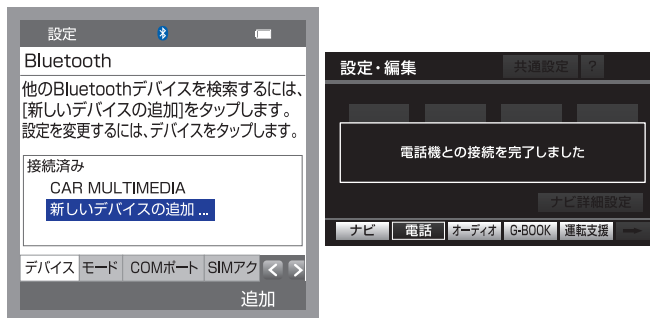 設定
Bluetooth
他のBluetoothデバイスを検索するには、
[新しいデバイスの追加]をタップします。
設定を変更するには、デバイスをタップします。
接続済み
CAR MULTIMEDIA
新しいデバイスの追加 ...
デバイス モード COMポート SIMアク
追加
設定・編集 共通設定 ?
電話機との接続を完了しました
ナビ詳細設定
ナビ 電話 オーディオ G-BOOK 運転支援